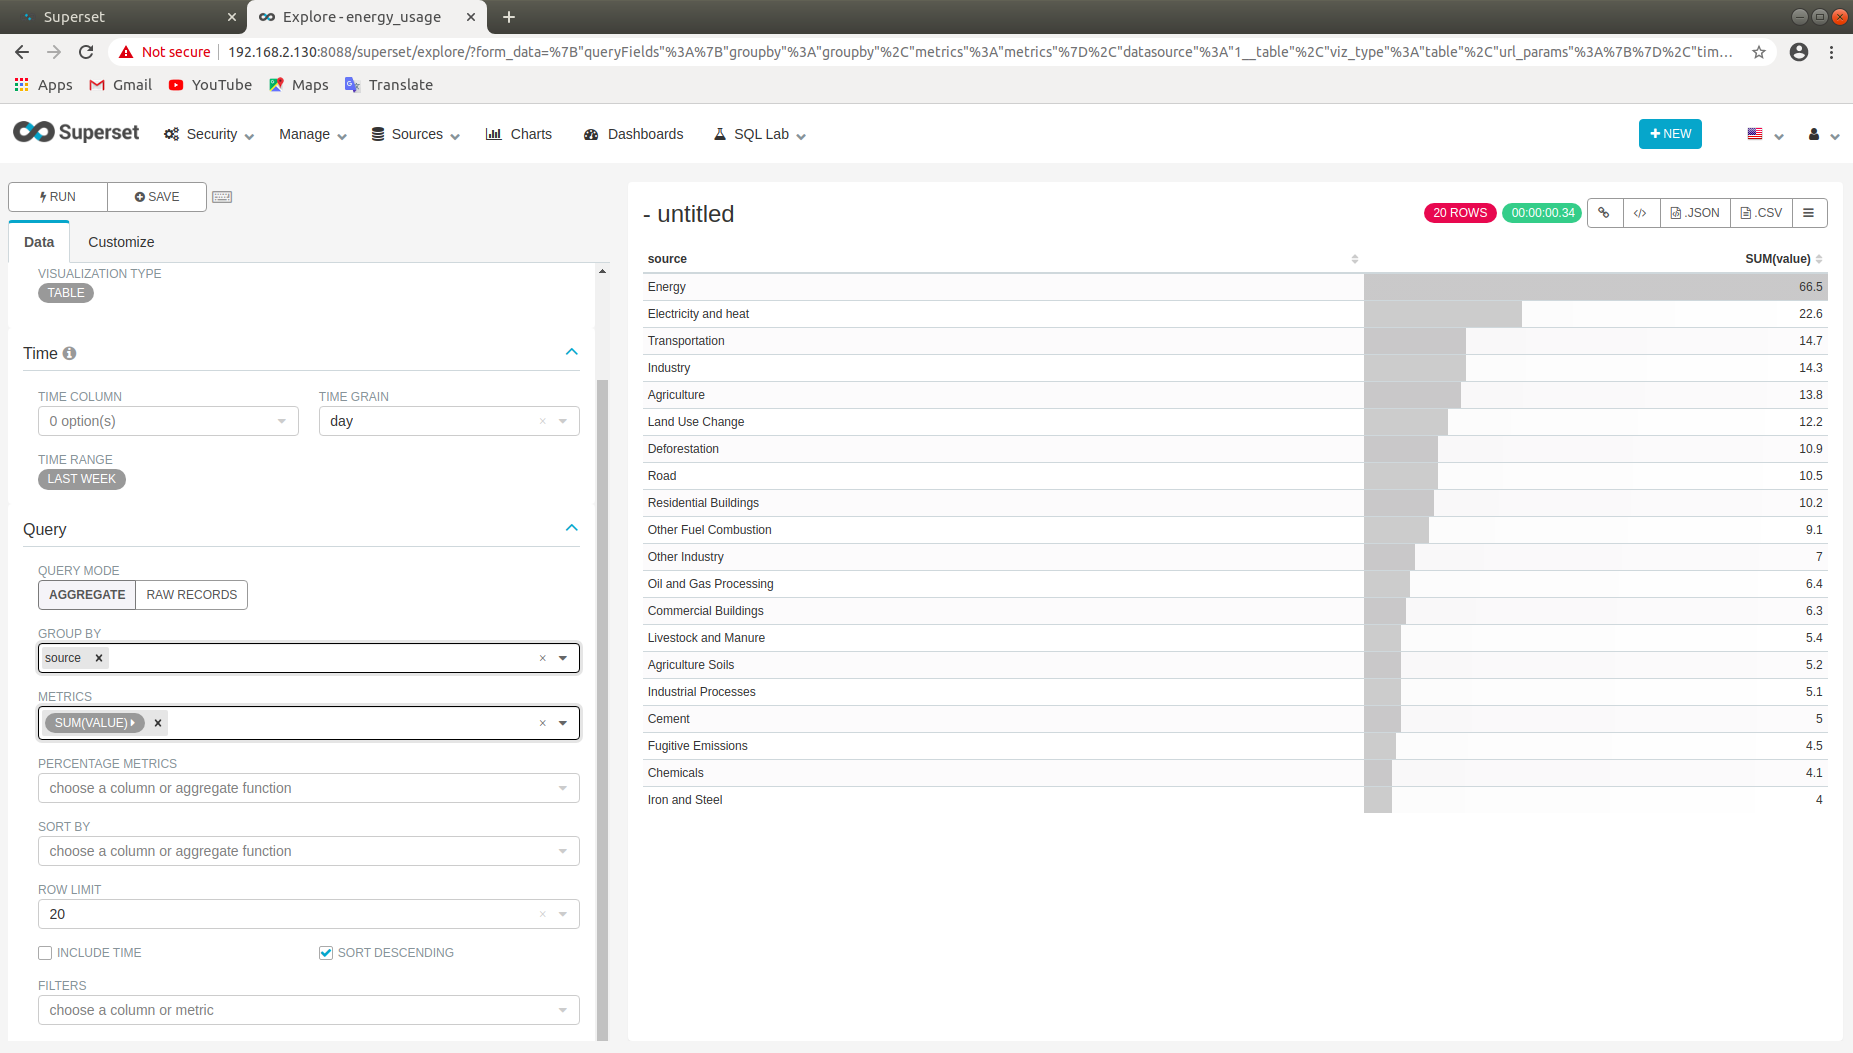 Superset
Explore - energy_usage
Not secure
192.168.2.130:8088/superset/explore/?form_data=%7B"queryFields"%3A%7B"groupby"%3A"groupby"%2C"metrics"%3A"metrics"%7D%2C"datasource"%3A"1__table"%2C"viz_type"%3A"table"%2C"url_params"%3A%7B%7D%2C"tim...
Apps Gmail YouTube Maps Translate
Superset Security Manage Sources Charts Dashboards SQL Lab + NEW
RUN SAVE
Data Customize
VISUALIZATION TYPE
TABLE
Time
TIME COLUMN TIME GRAIN
0 option(s) day
TIME RANGE
LAST WEEK
Query
QUERY MODE
AGGREGATE RAW RECORDS
GROUP BY
source
METRICS
SUM(VALUE)
PERCENTAGE METRICS
choose a column or aggregate function
SORT BY
choose a column or aggregate function
ROW LIMIT
20
INCLUDE TIME SORT DESCENDING
FILTERS
choose a column or metric
- untitled
20 ROWS 00:00:00.34 .JSON .CSV
source SUM(value)
Energy 66.5
Electricity and heat 22.6
Transportation 14.7
Industry 14.3
Agriculture 13.8
Land Use Change 12.2
Deforestation 10.9
Road 10.5
Residential Buildings 10.2
Other Fuel Combustion 9.1
Other Industry 7
Oil and Gas Processing 6.4
Commercial Buildings 6.3
Livestock and Manure 5.4
Agriculture Soils 5.2
Industrial Processes 5.1
Cement 5
Fugitive Emissions 4.5
Chemicals 4.1
Iron and Steel 4